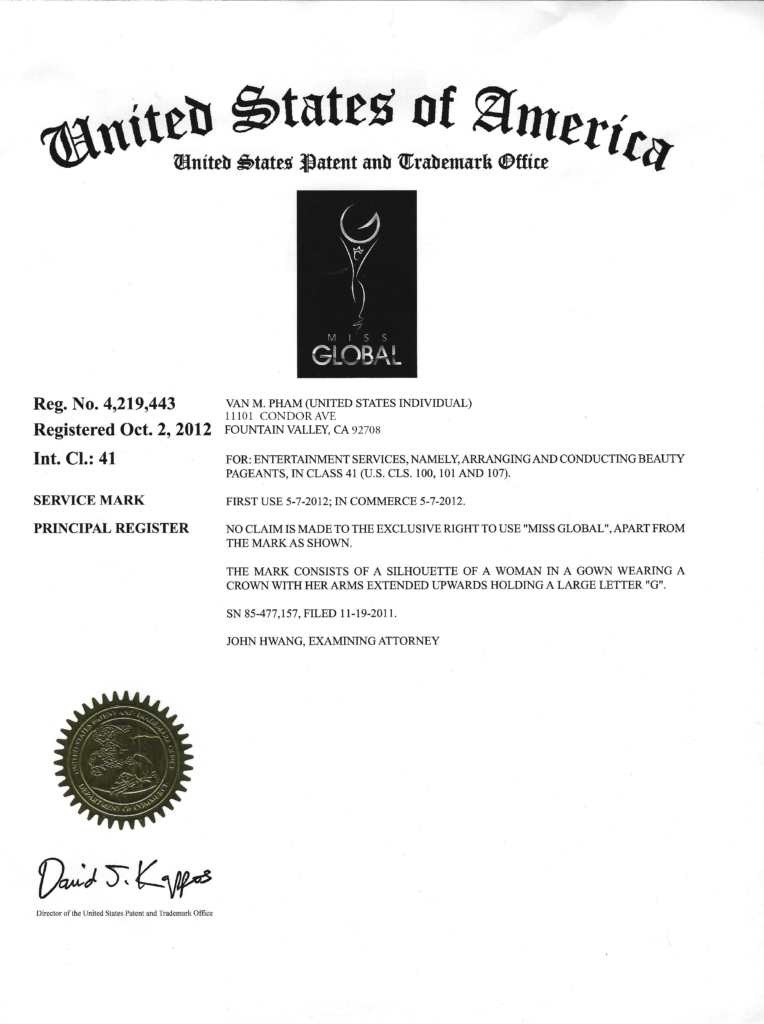 United States of America
United States Patent and Trademark Office
MISS
GLOBAL
Reg. No. 4,219,443
Registered Oct. 2, 2012
Int. Cl.: 41
SERVICE MARK
PRINCIPAL REGISTER
VAN M. PHAM (UNITED STATES INDIVIDUAL)
11101 CONDOR AVE
FOUNTAIN VALLEY, CA 92708
FOR: ENTERTAINMENT SERVICES, NAMELY, ARRANGING AND CONDUCTING BEAUTY
PAGEANTS, IN CLASS 41 (U.S. CLS. 100, 101 AND 107).
FIRST USE 5-7-2012; IN COMMERCE 5-7-2012.
NO CLAIM IS MADE TO THE EXCLUSIVE RIGHT TO USE "MISS GLOBAL", APART FROM
THE MARK AS SHOWN.
THE MARK CONSISTS OF A SILHOUETTE OF A WOMAN IN A GOWN WEARING A
CROWN WITH HER ARMS EXTENDED UPWARDS HOLDING A LARGE LETTER "G".
SN 85-477,157, FILED 11-19-2011.
JOHN HWANG, EXAMINING ATTORNEY
UNITED STATES PATENT AND TRADEMARK OFFICE
DEPARTMENT OF COMMERCE
David J. Kappos
Director of the United States Patent and Trademark Office